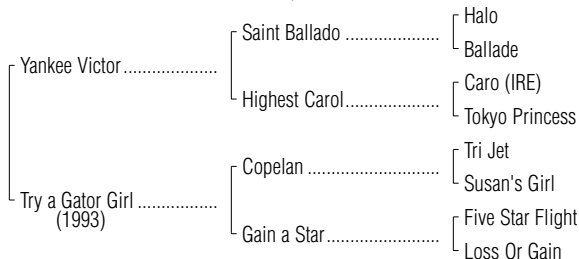 Halo
Saint Ballado ....................
Ballade
Yankee Victor ....................
Caro (IRE)
Highest Carol ....................
Tokyo Princess
Tri Jet
Copelan ............................
Susan's Girl
Try a Gator Girl .................
(1993)
Five Star Flight
Gain a Star ........................
Loss Or Gain